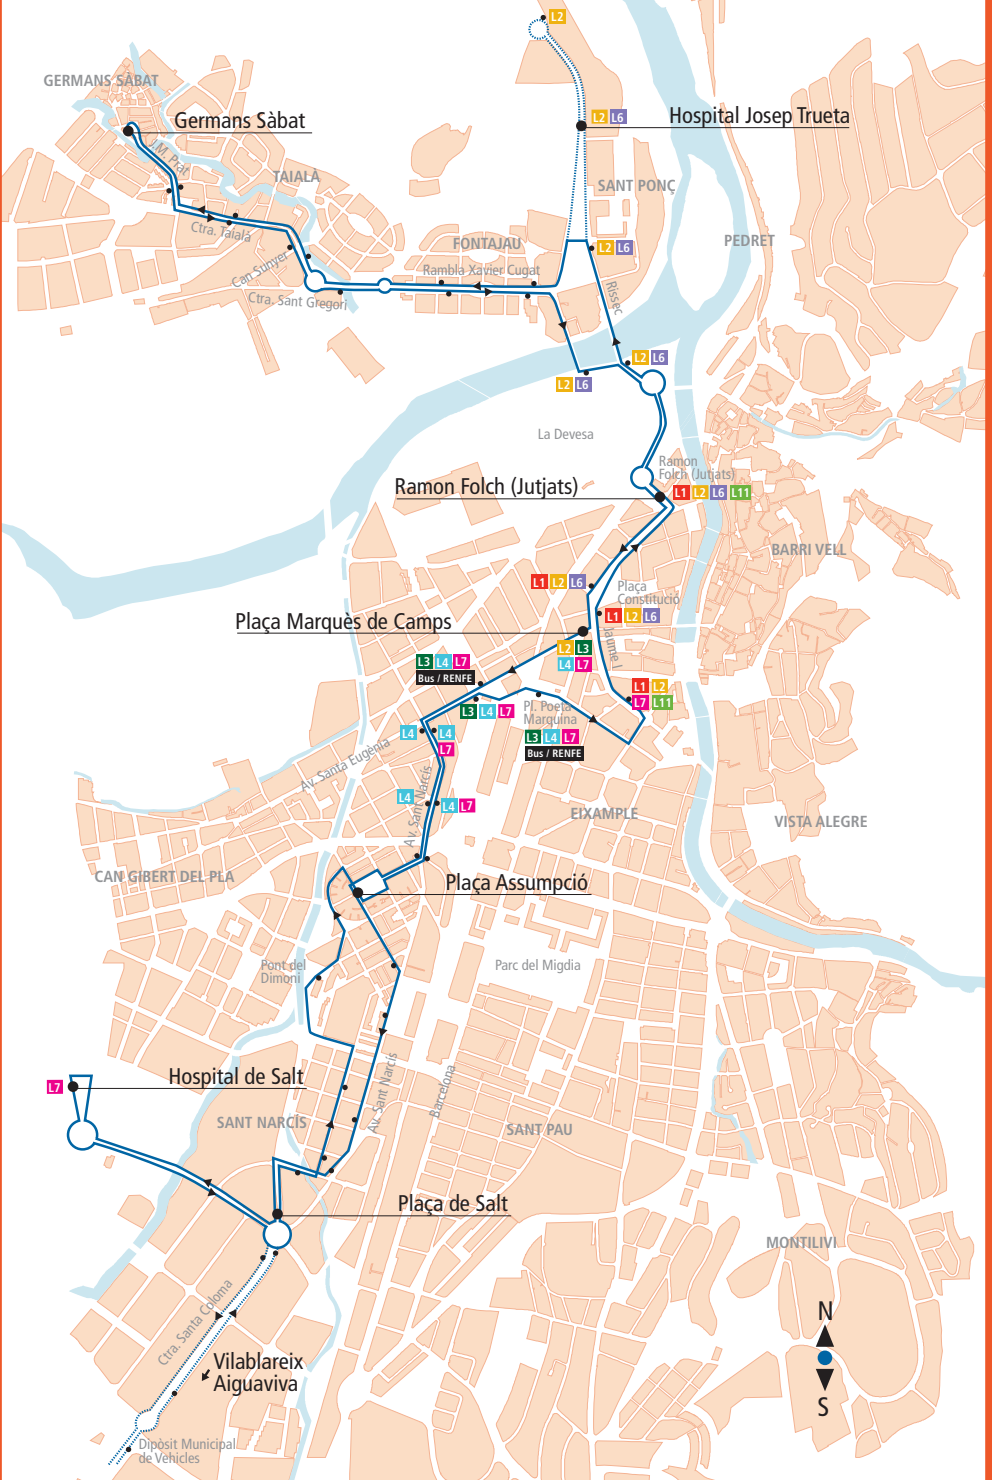 L2
GERMANS SÀBAT
Germans Sàbat
L2 L6
Hospital Josep Trueta
J.M. Prat
TAIALÀ
SANT PONÇ
Ctra. Taialà
FONTAJAU
L2 L6
PEDRET
Can Sunyer
Rambla Xavier Cugat
Ctra. Sant Gregori
Rissec
L2 L6
L2 L6
La Devesa
Ramon
Folch (Jutjats)
Ramon Folch (Jutjats)
L1 L2 L6 L11
BARRI VELL
L1 L2 L6
Plaça
Constitució
L1 L2 L6
Plaça Marquès de Camps
Jaume I
L2 L3
L4 L7
L3 L4 L7
Bus / RENFE
L1 L2
L7 L11
L3 L4 L7
Pl. Poeta
Marquina
L4
L4
L7
L3 L4 L7
Bus / RENFE
Av. Santa Eugènia
Av. Sant Narcís
L4
L4 L7
EIXAMPLE
VISTA ALEGRE
CAN GIBERT DEL PLA
Plaça Assumpció
Pont del
Dimoni
Parc del Migdia
Hospital de Salt
L7
Av. Sant Narcís
Barcelona
SANT NARCÍS
SANT PAU
Plaça de Salt
MONTILIVI
Ctra. Santa Coloma
N
Vilablareix
Aiguaviva
S
Dipòsit Municipal
de Vehicles